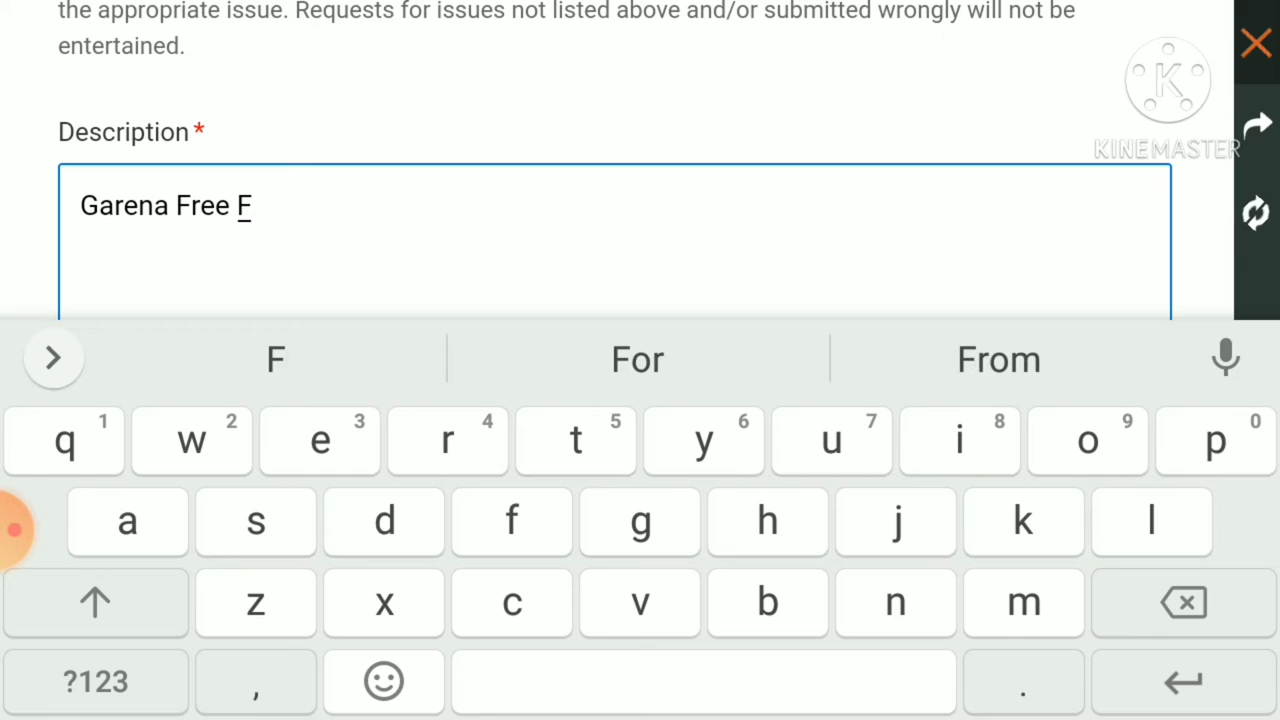 the appropriate issue. Requests for issues not listed above and/or submitted wrongly will not be
entertained.
K
KINEMASTER
Description *
Garena Free F
F For From
q 1 w 2 e 3 r 4 t 5 y 6 u 7 i 8 o 9 p 0
a s d f g h j k l
z x c v b n m
?123 , .